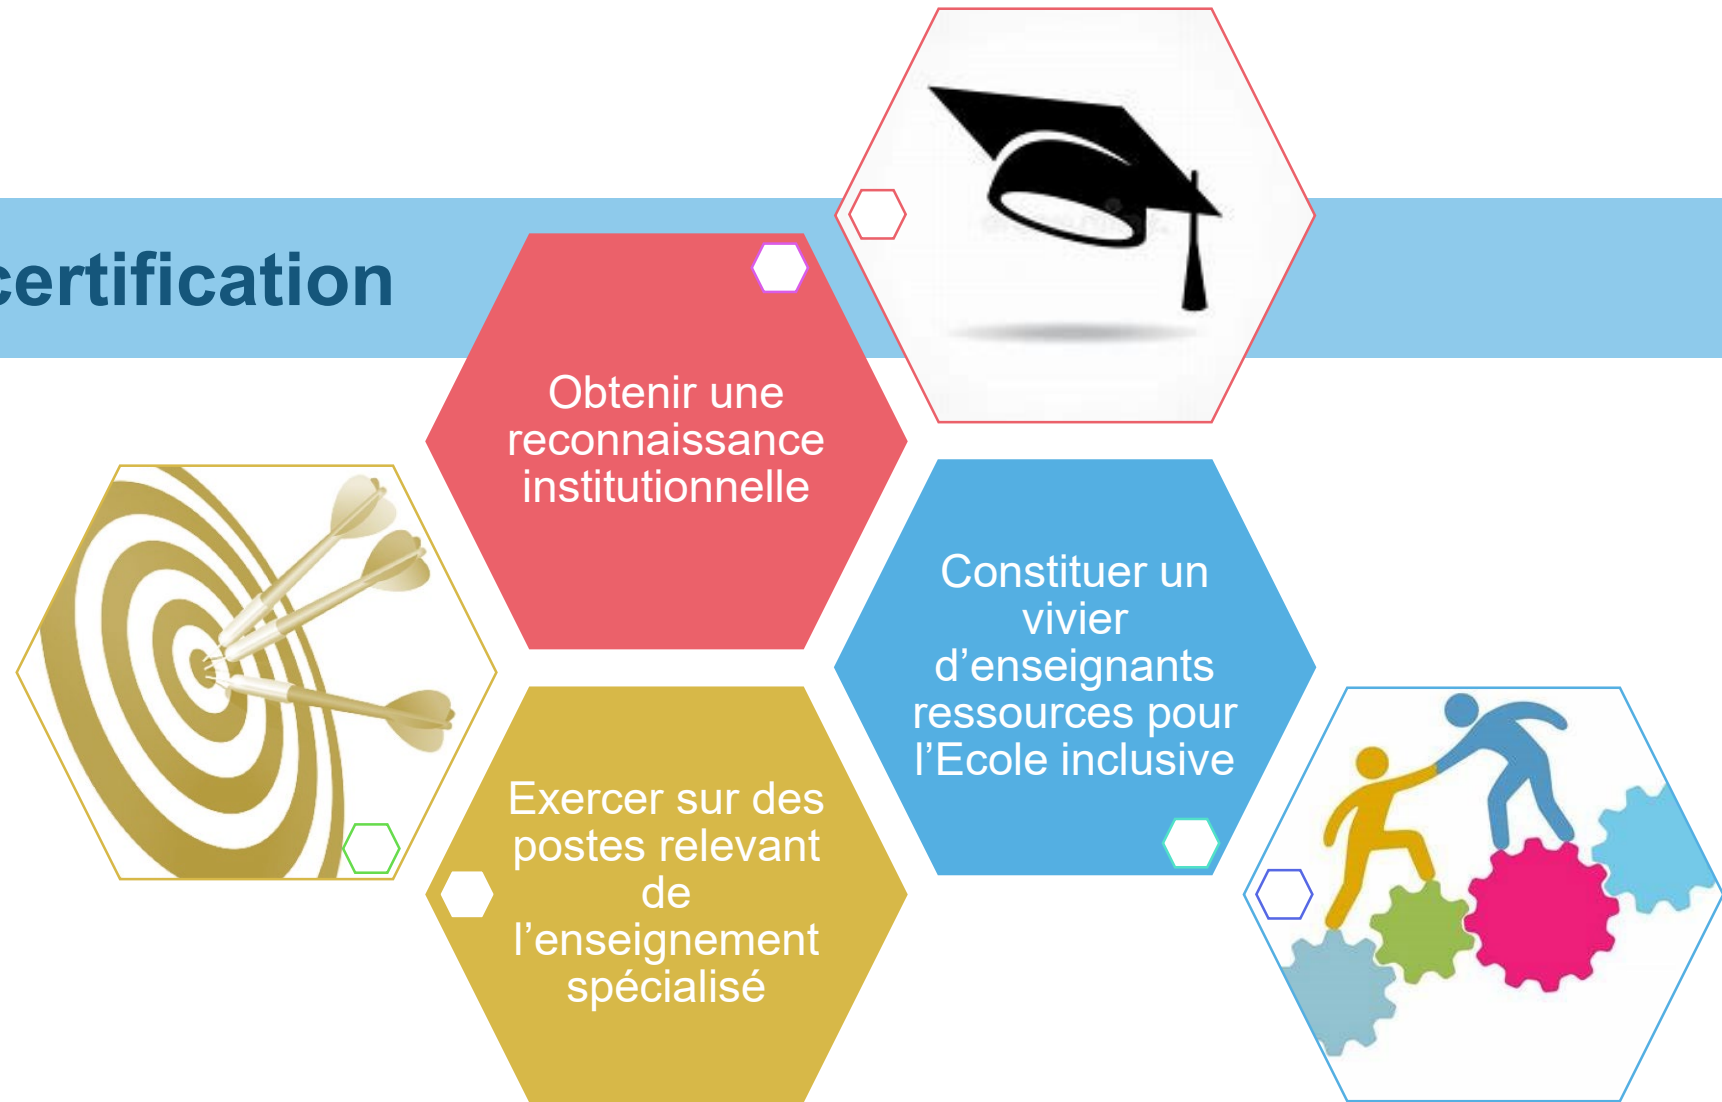 certification
Obtenir une
reconnaissance
institutionnelle
Constituer un
vivier
d’enseignants
ressources pour
l’Ecole inclusive
Exercer sur des
postes relevant
de
l’enseignement
spécialisé